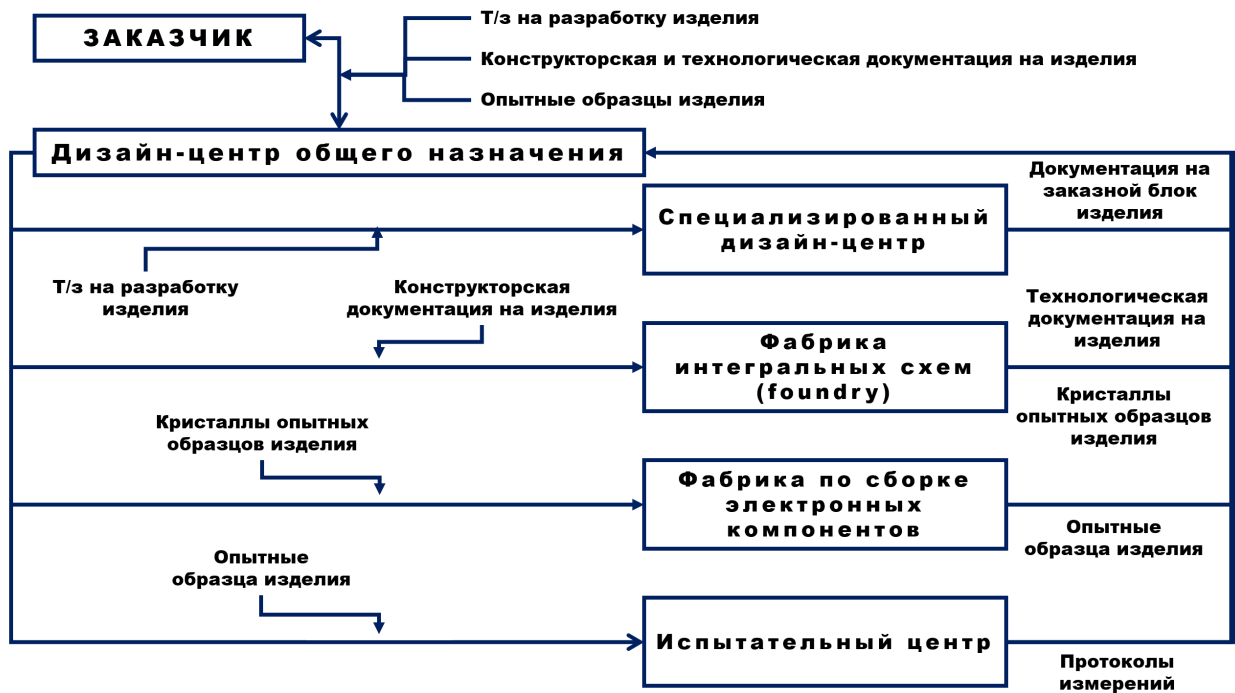 ЗАКАЗЧИК
Т/з на разработку изделия
Конструкторская и технологическая документация на изделия
Опытные образцы изделия
Дизайн-центр общего назначения
Документация на
заказной блок
изделия
Специализированный
дизайн-центр
Т/з на разработку
изделия
Конструкторская
документация на изделия
Технологическая
документация на
изделия
Фабрика
интегральных схем
(foundry)
Кристаллы
опытных образцов
изделия
Кристаллы опытных
образцов изделия
Фабрика по сборке
электронных
компонентов
Опытные
образца изделия
Опытные
образца изделия
Испытательный центр
Протоколы
измерений